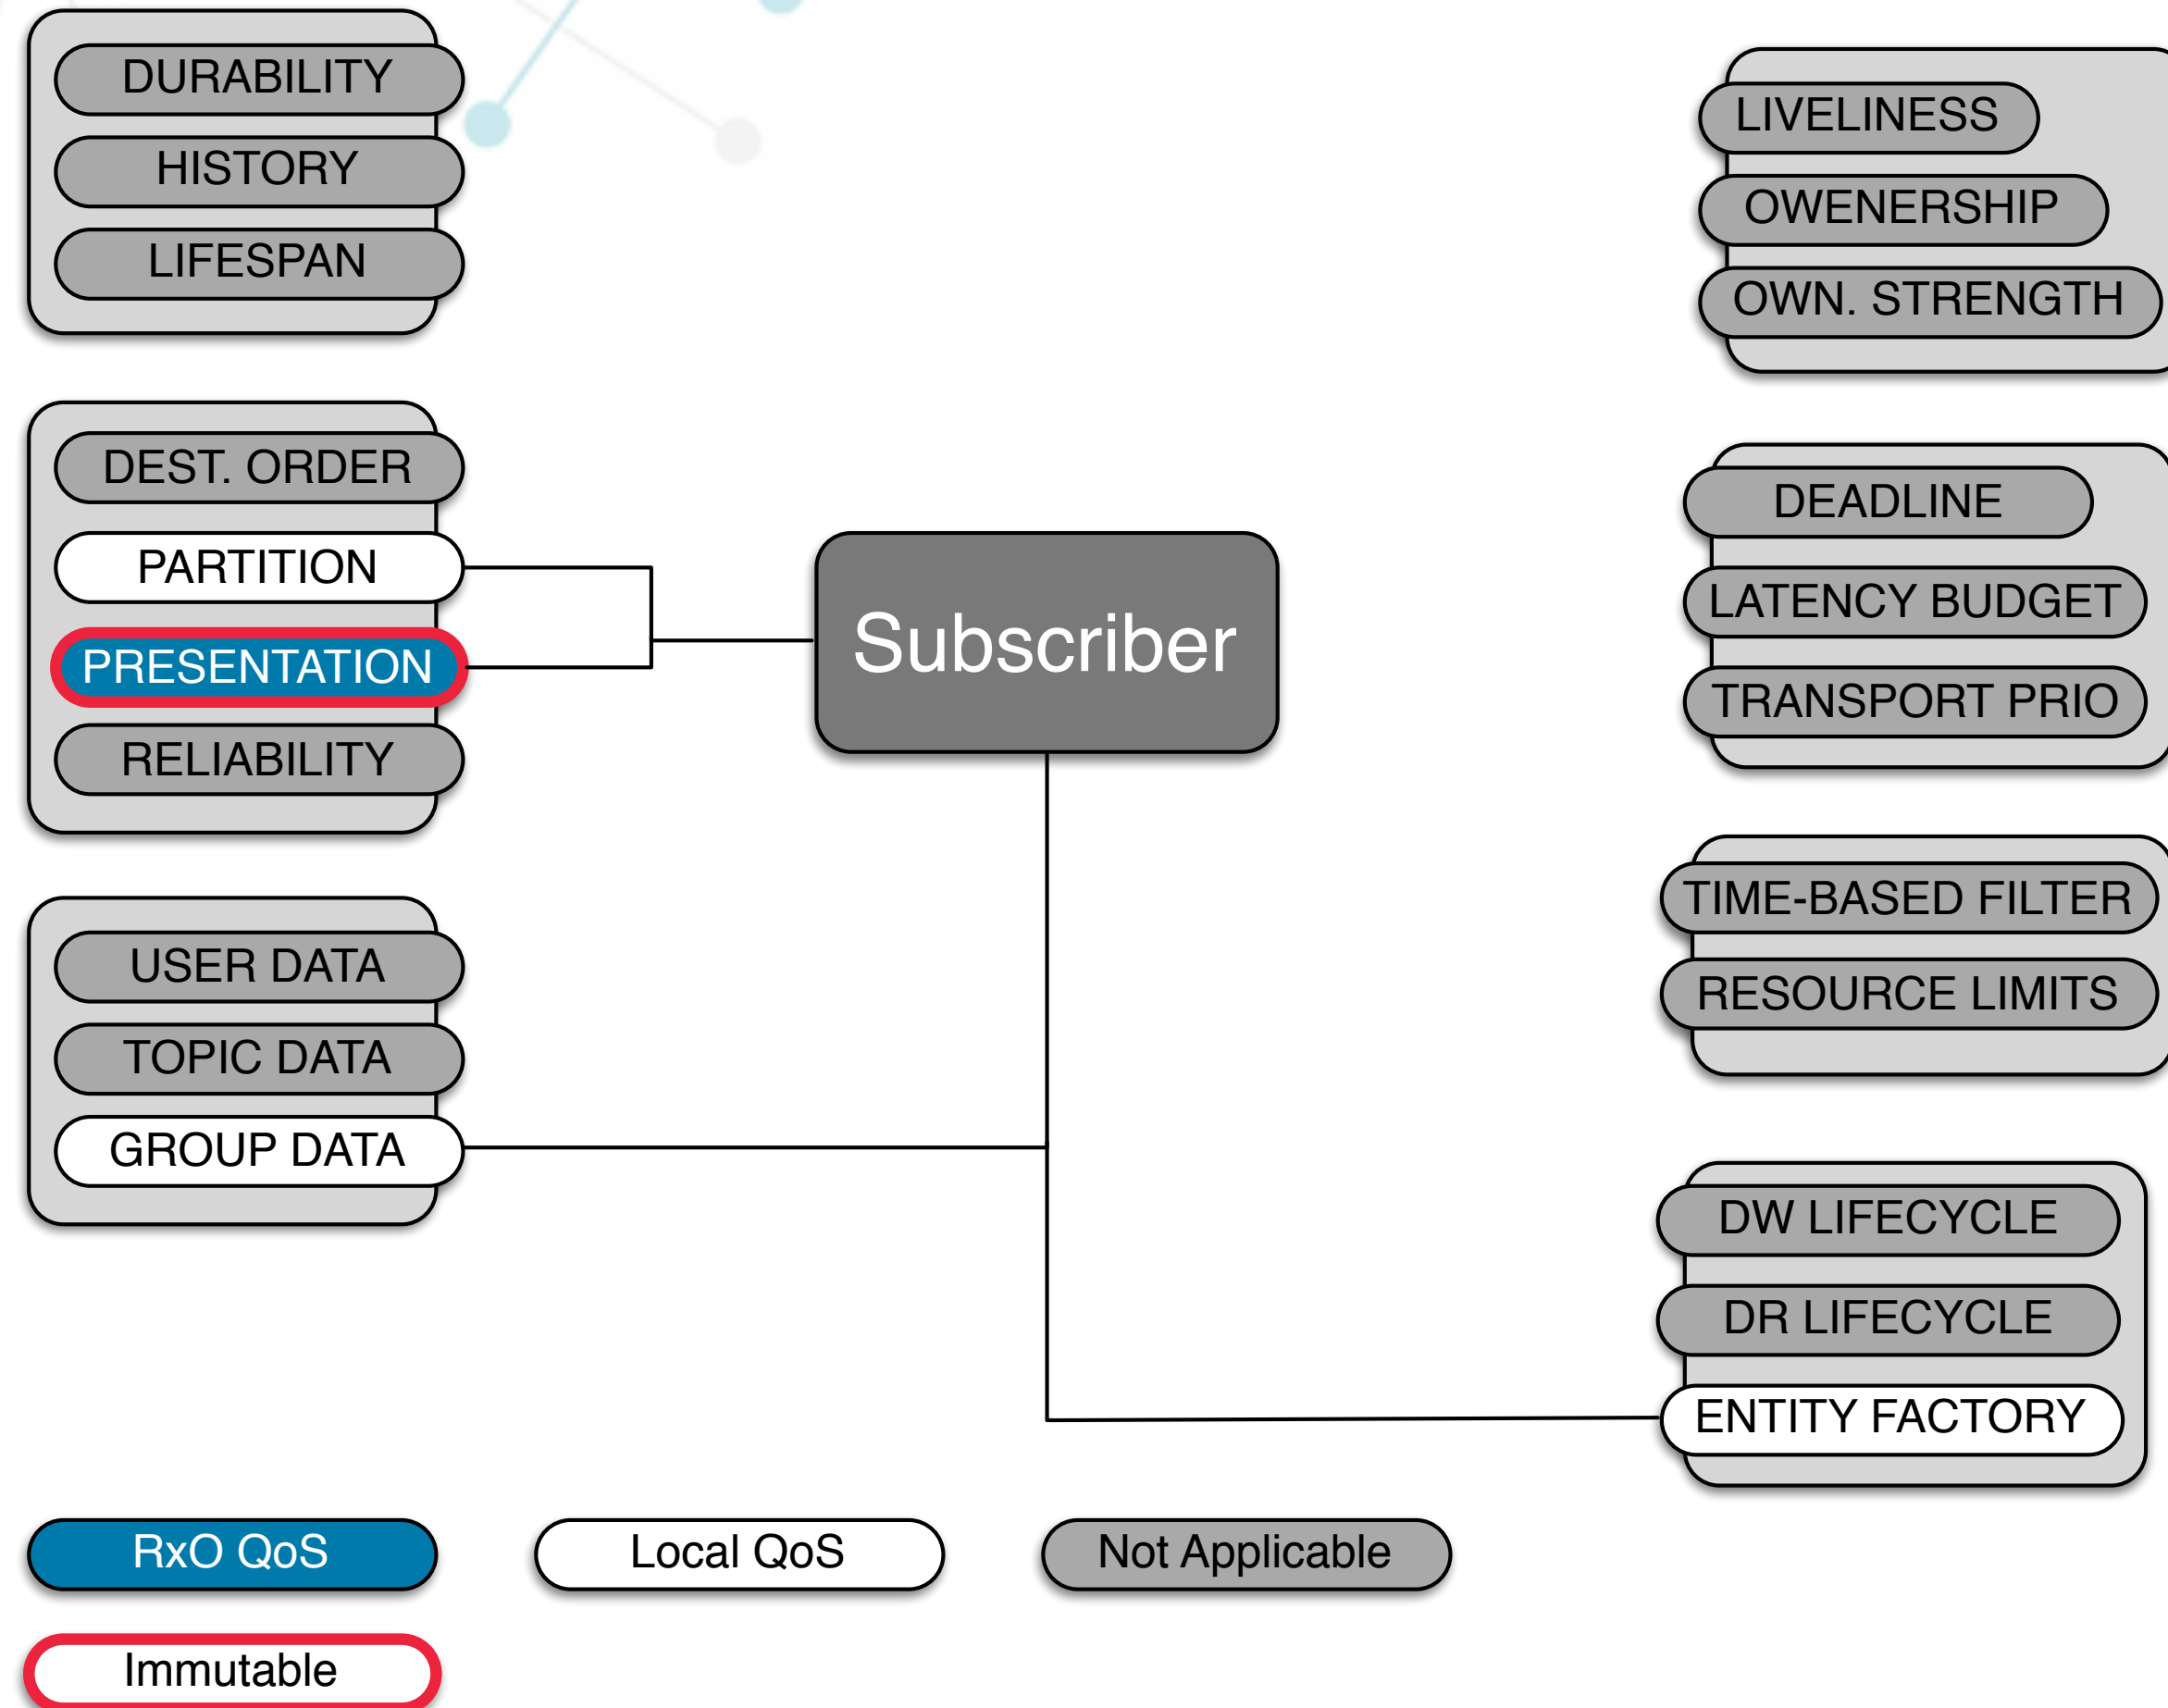 DURABILITY
HISTORY
LIFESPAN
DEST. ORDER
PARTITION
PRESENTATION
RELIABILITY
USER DATA
TOPIC DATA
GROUP DATA
Subscriber
LIVELINESS
OWENERSHIP
OWN. STRENGTH
DEADLINE
LATENCY BUDGET
TRANSPORT PRIO
TIME-BASED FILTER
RESOURCE LIMITS
DW LIFECYCLE
DR LIFECYCLE
ENTITY FACTORY
RxO QoS
Local QoS
Not Applicable
Immutable